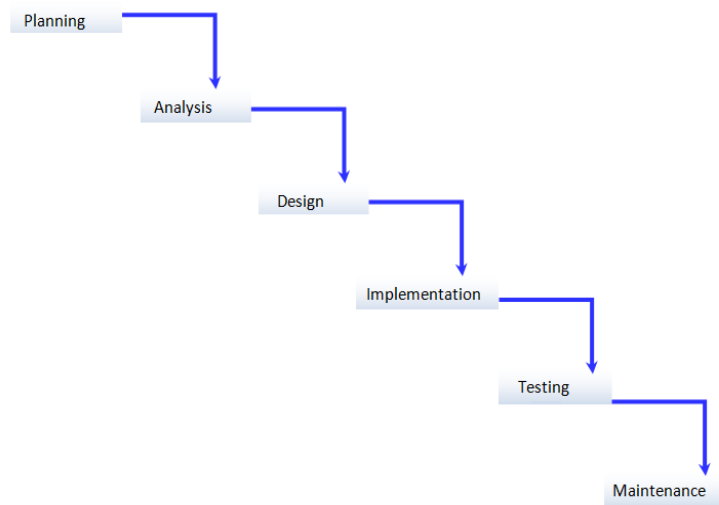 Planning
Analysis
Design
Implementation
Testing
Maintenance